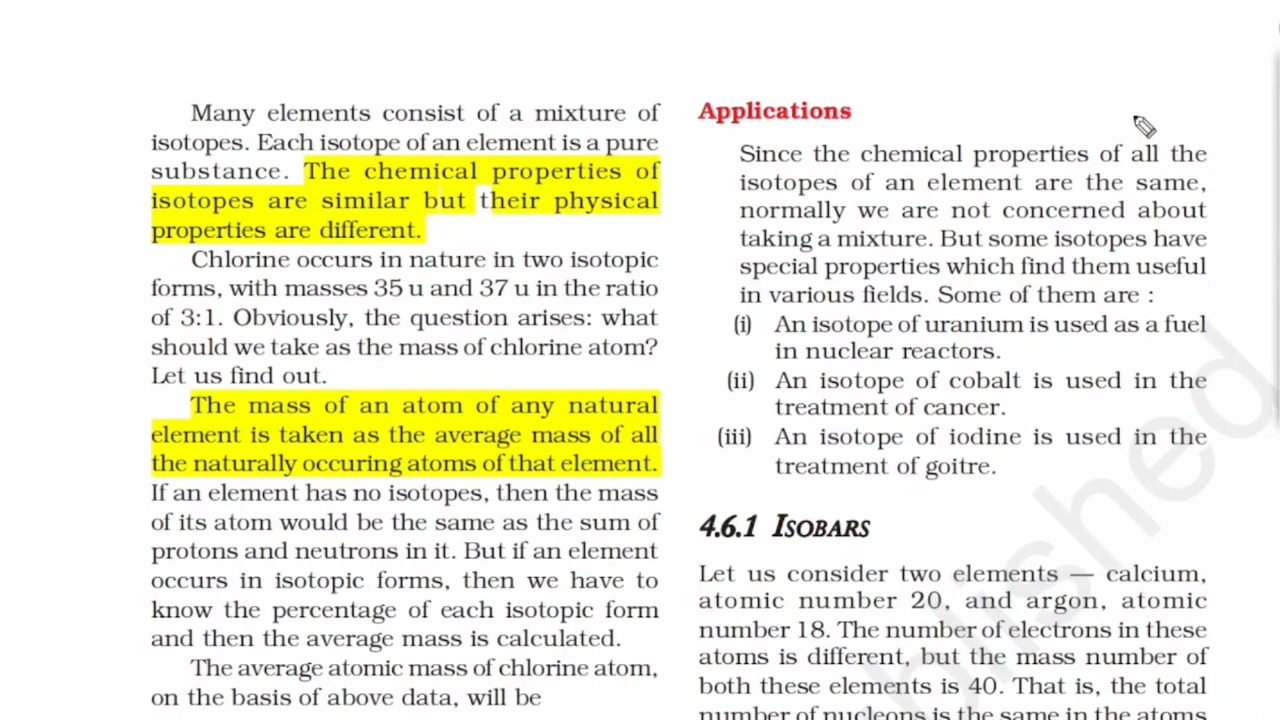 Many elements consist of a mixture of
isotopes. Each isotope of an element is a pure
substance. The chemical properties of
isotopes are similar but their physical
properties are different.
Chlorine occurs in nature in two isotopic
forms, with masses 35 u and 37 u in the ratio
of 3:1. Obviously, the question arises: what
should we take as the mass of chlorine atom?
Let us find out.
The mass of an atom of any natural
element is taken as the average mass of all
the naturally occuring atoms of that element.
If an element has no isotopes, then the mass
of its atom would be the same as the sum of
protons and neutrons in it. But if an element
occurs in isotopic forms, then we have to
know the percentage of each isotopic form
and then the average mass is calculated.
The average atomic mass of chlorine atom,
on the basis of above data, will be
Applications
Since the chemical properties of all the
isotopes of an element are the same,
normally we are not concerned about
taking a mixture. But some isotopes have
special properties which find them useful
in various fields. Some of them are :
(i) An isotope of uranium is used as a fuel
in nuclear reactors.
(ii) An isotope of cobalt is used in the
treatment of cancer.
(iii) An isotope of iodine is used in the
treatment of goitre.
4.6.1 ISOBARS
Let us consider two elements — calcium,
atomic number 20, and argon, atomic
number 18. The number of electrons in these
atoms is different, but the mass number of
both these elements is 40. That is, the total
number of nucleons is the same in the atoms
blished